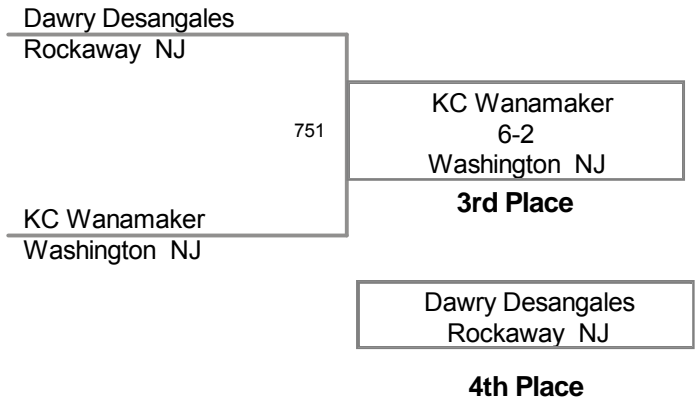 Dawry Desangales
Rockaway NJ
751
KC Wanamaker
6-2
Washington NJ
3rd Place
KC Wanamaker
Washington NJ
Dawry Desangales
Rockaway NJ
4th Place